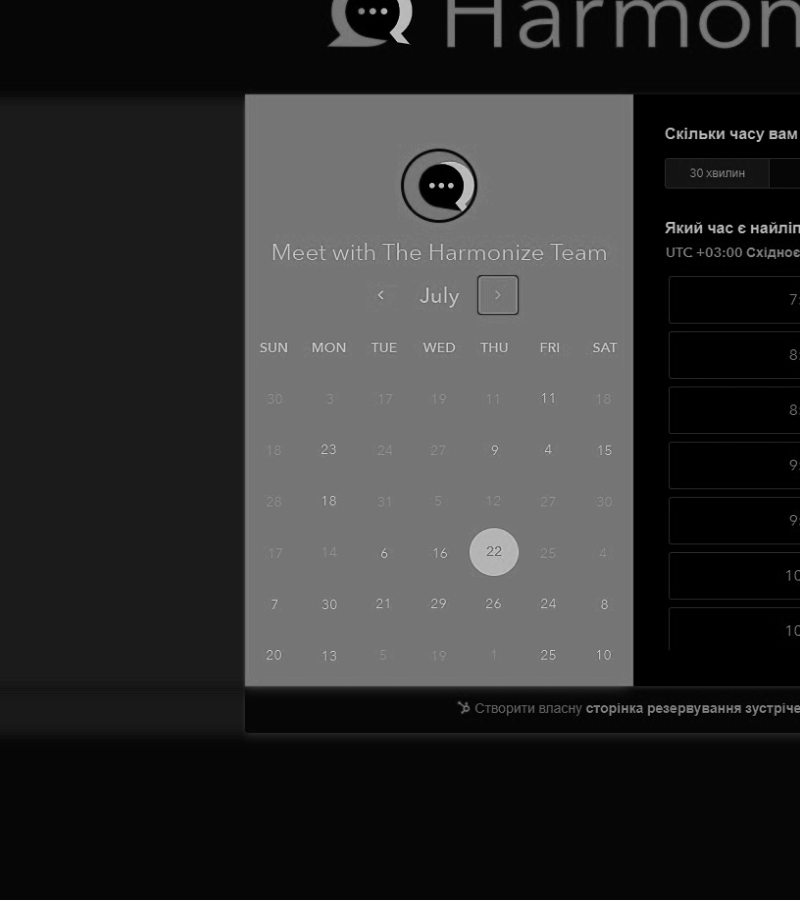 Harmon
Meet with The Harmonize Team
July
SUN MON TUE WED THU FRI SAT
30 3 17 19 11 11 18
18 23 24 27 9 4 15
28 18 31 5 12 27 30
17 14 6 16 22 25 4
7 30 21 29 26 24 8
20 13 5 19 1 25 10
Скільки часу вам
30 хвилин
Який час є найліп
UTC +03:00 Східноє
7:
8:
8:
9:
9:
10
10
Створити власну сторінка резервування зустріче